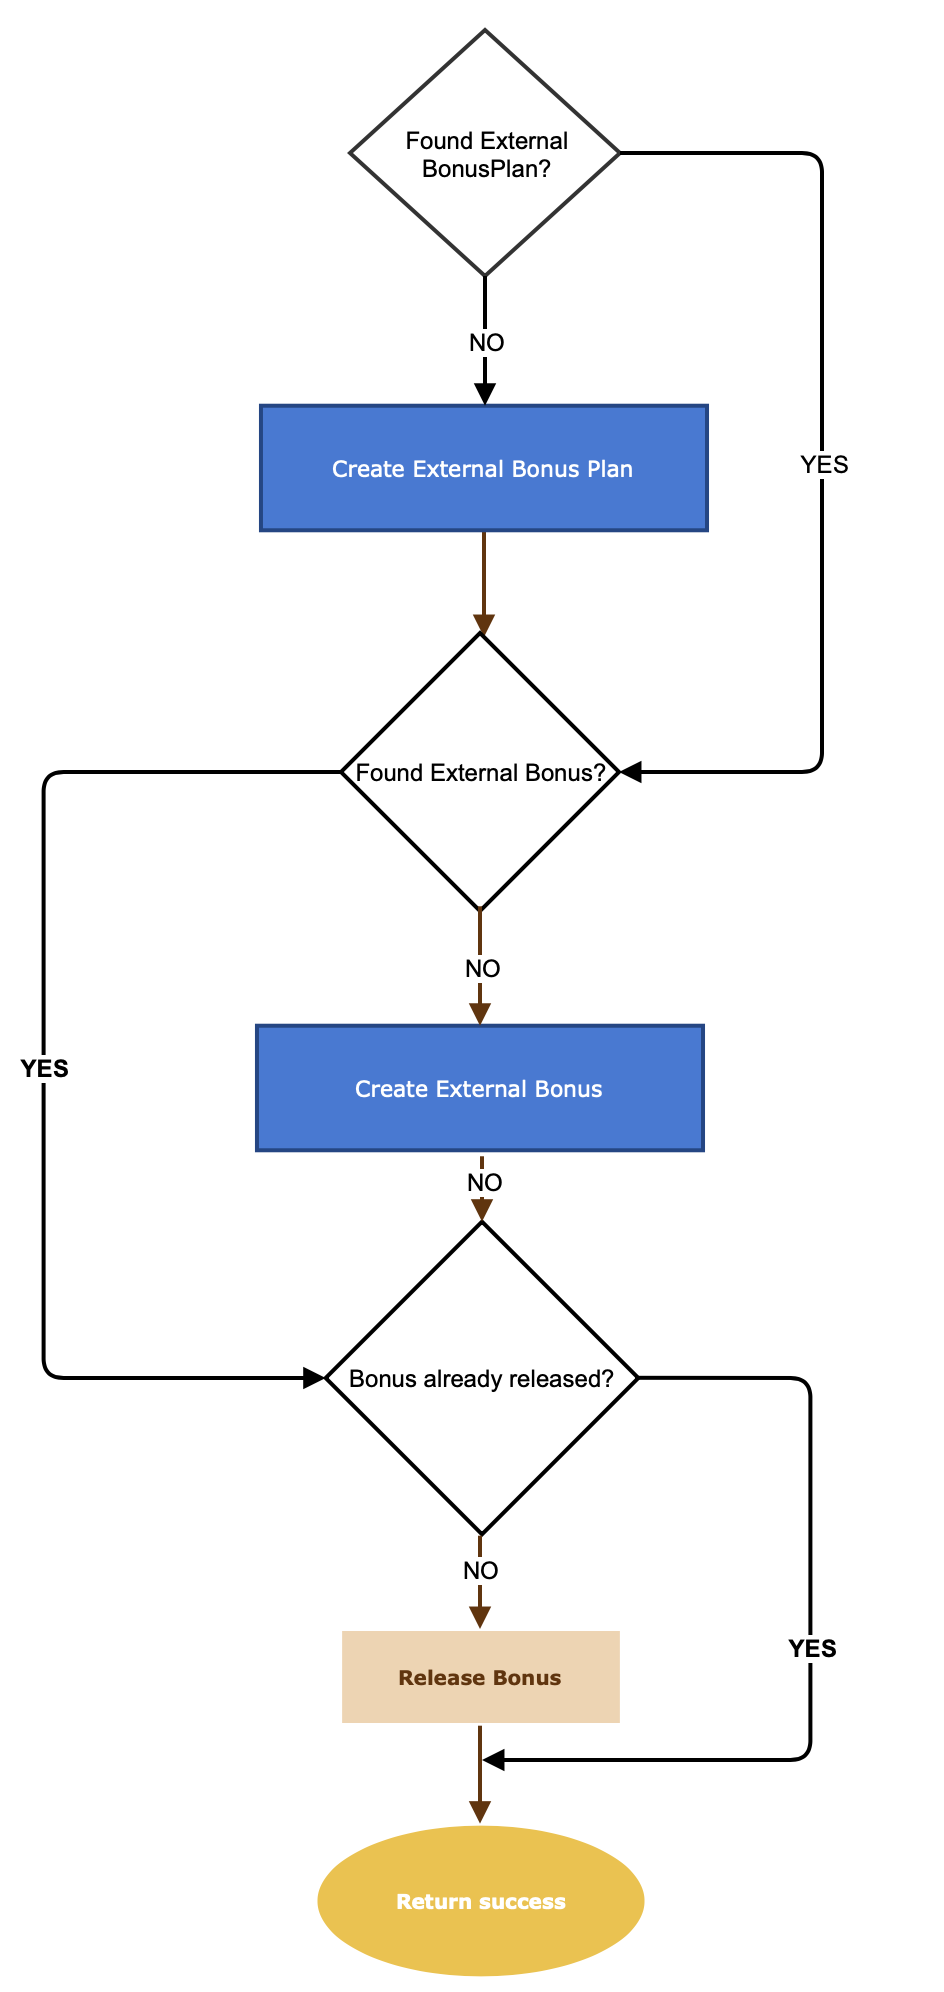 Found External
BonusPlan?
NO
Create External Bonus Plan
YES
Found External Bonus?
NO
YES
Create External Bonus
NO
Bonus already released?
NO
YES
Release Bonus
Return success